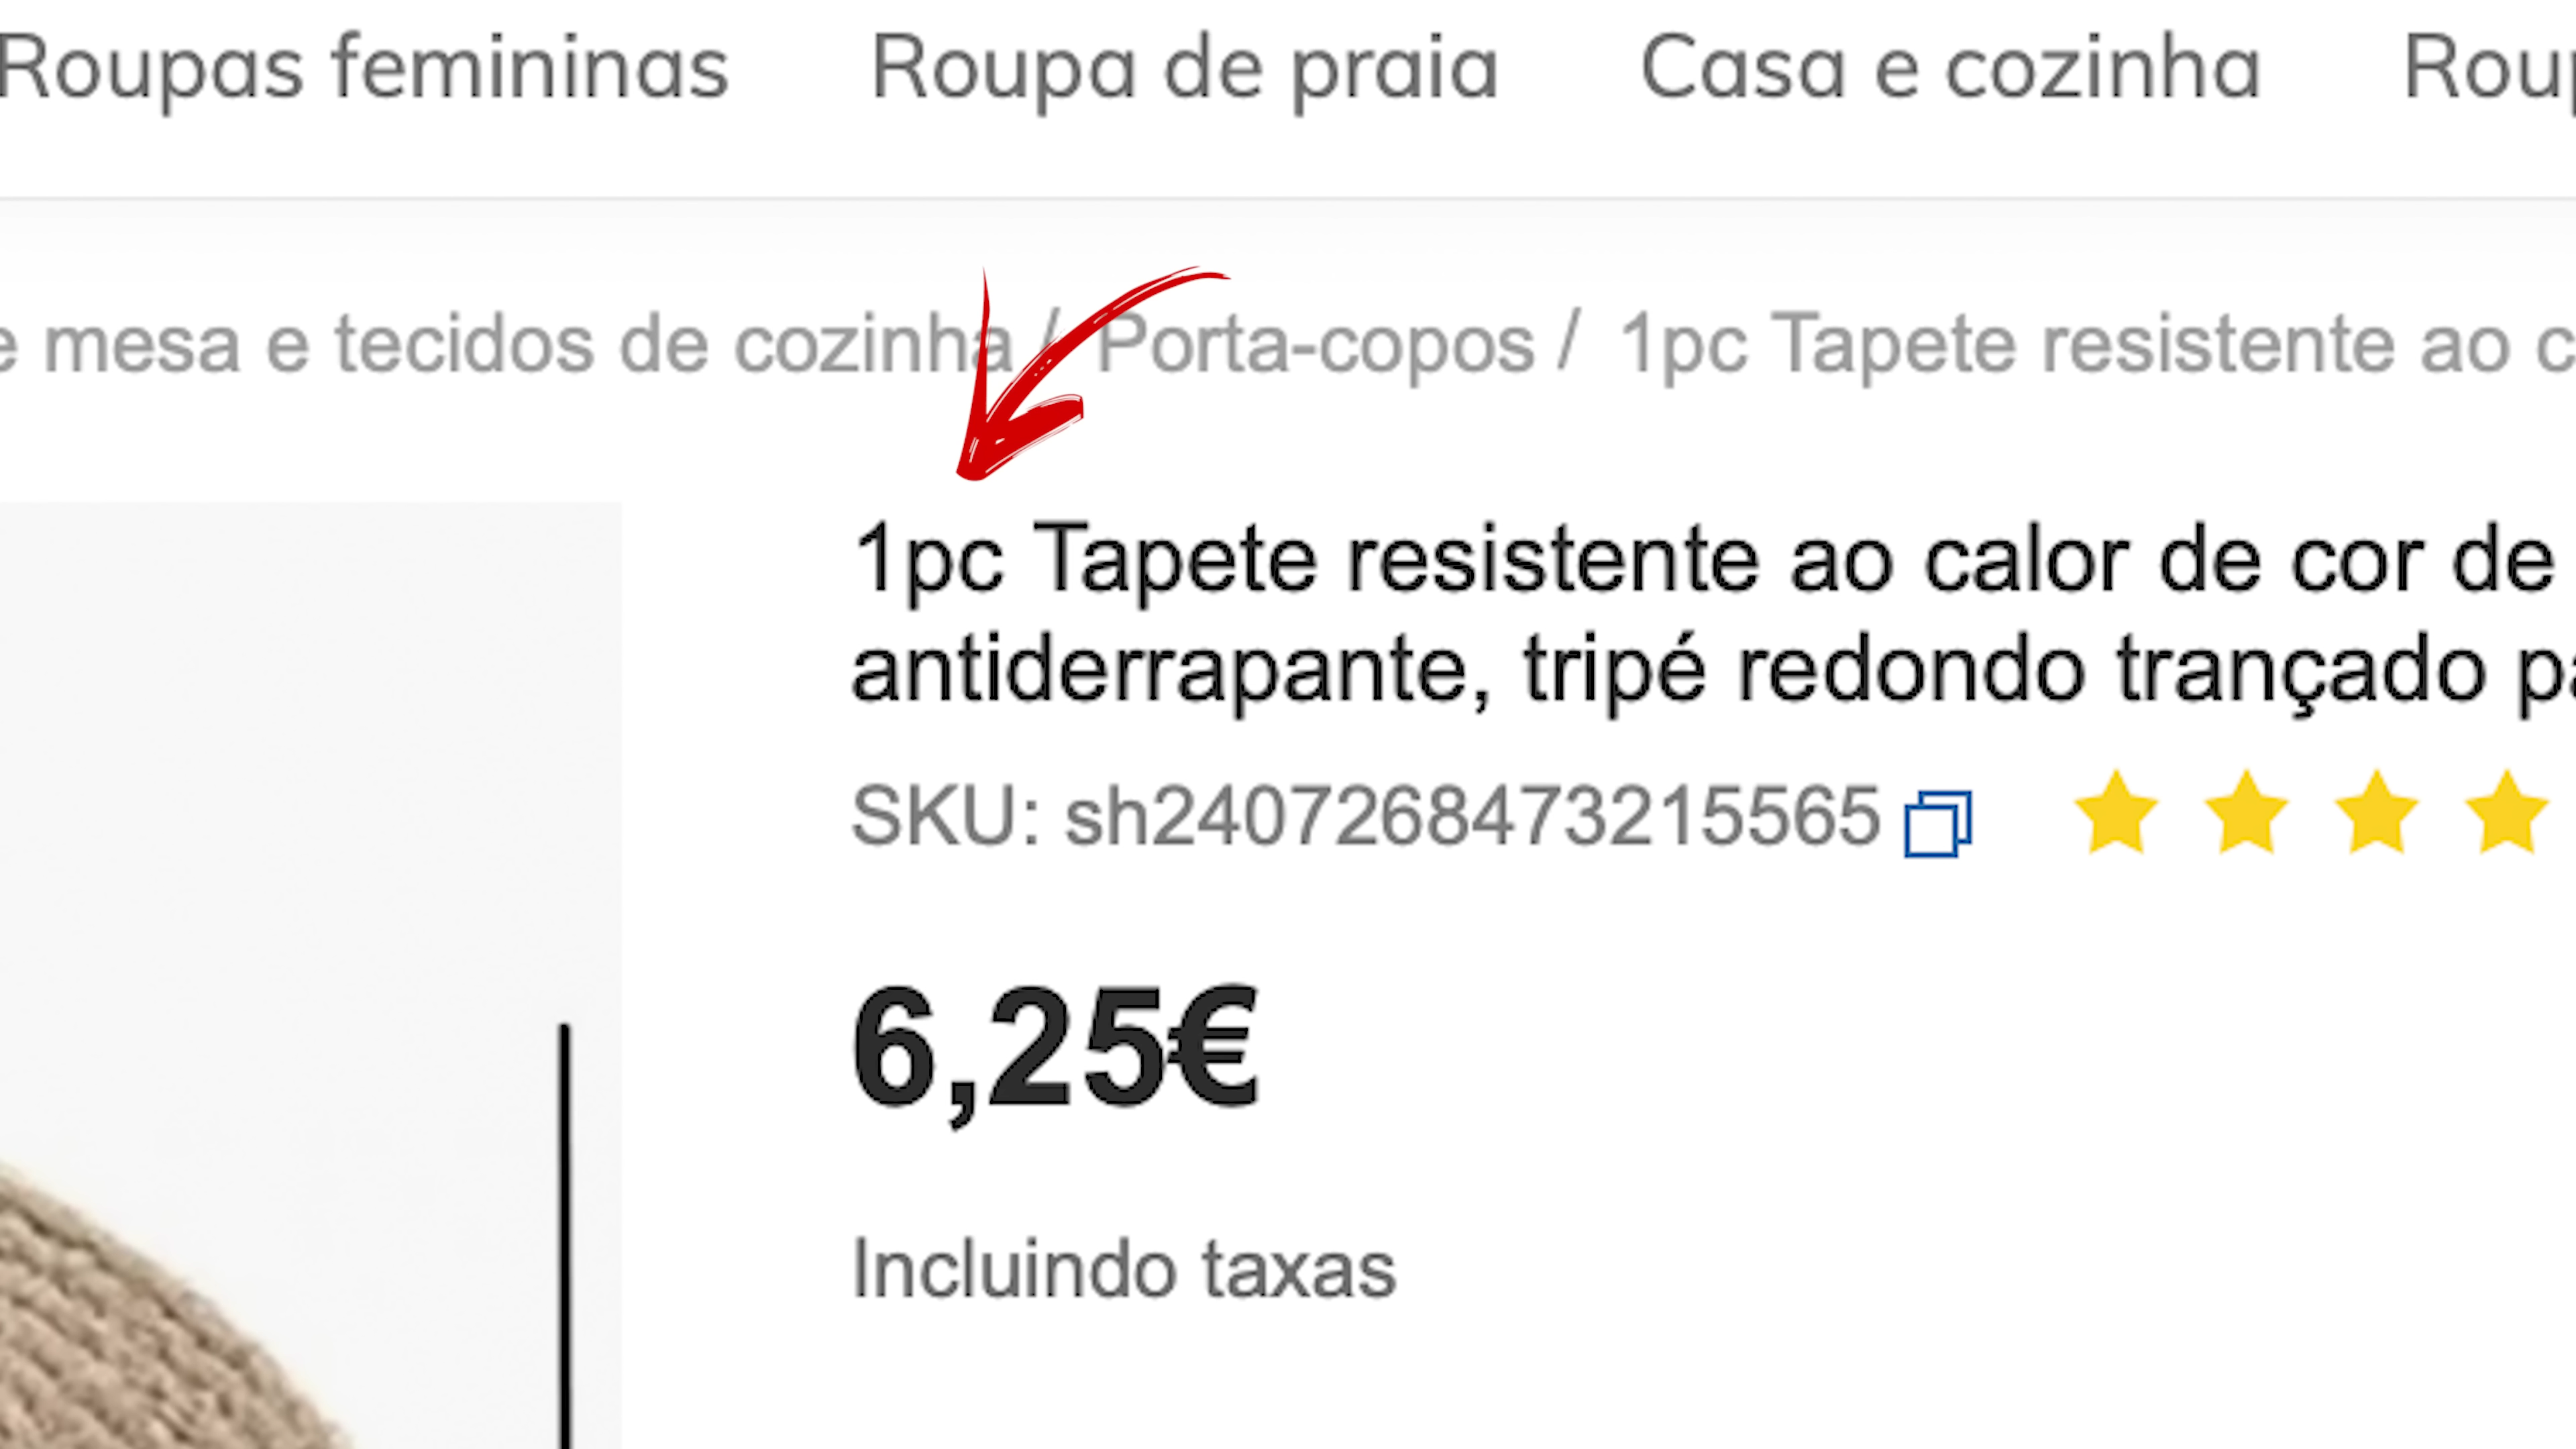 Roupas femininas Roupa de praia Casa e cozinha
e mesa e tecidos de cozinha / Porta-copos / 1pc Tapete resistente ao
1pc Tapete resistente ao calor de cor de
antiderrapante, tripé redondo trançado
SKU: sh2407268473215565
6,25€
Incluindo taxas